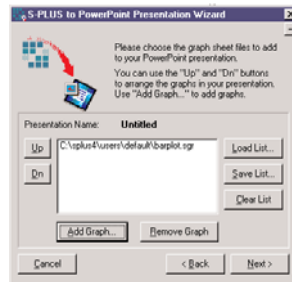 S-PLUS to PowerPoint Presentation Wizard
Please choose the graph sheet files to add
to your PowerPoint presentation.
You can use the "Up" and "Dn" buttons
to arrange the graphs in your presentation.
Use "Add Graph..." to add graphs.
Presentation Name: Untitled
Up
C:\splus4\users\default\barplot.sgr
Load List...
Dn
Save List...
Clear List
Add Graph...
Remove Graph
Cancel
< Back
Next >